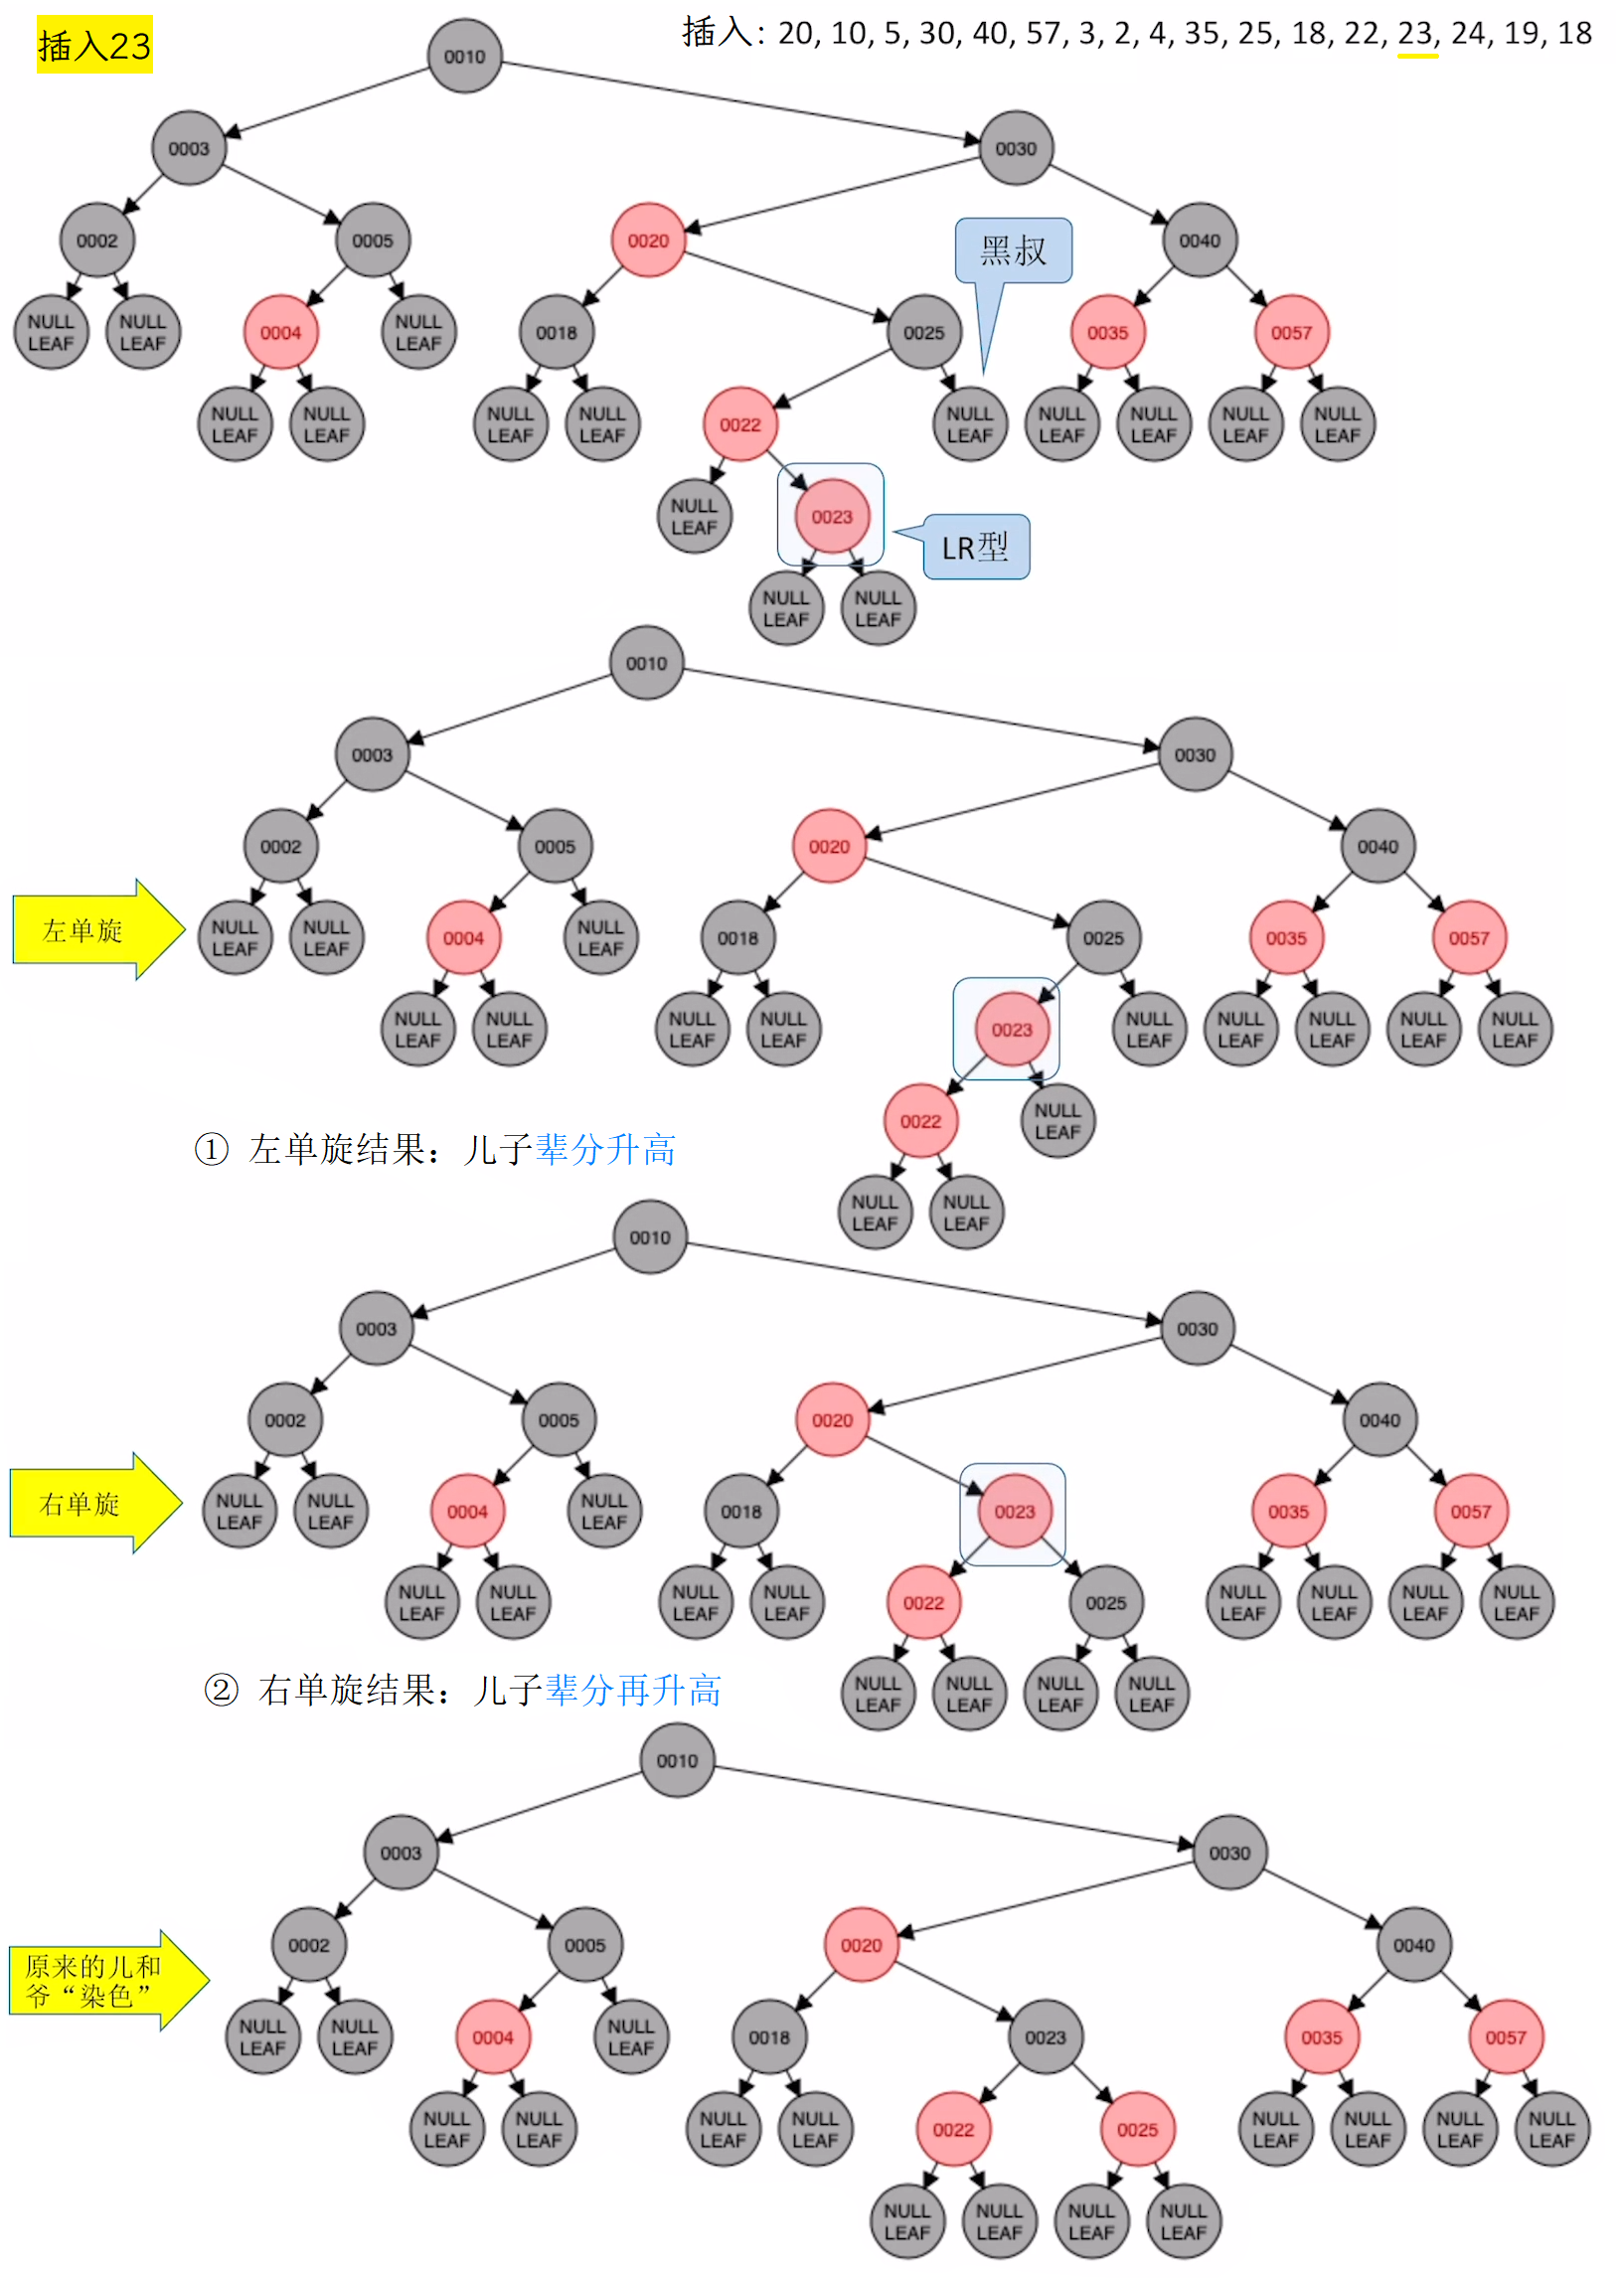 插入23
插入: 20, 10, 5, 30, 40, 57, 3, 2, 4, 35, 25, 18, 22, 23, 24, 19, 18
0010
0003
0030
0002
0005
0020
0040
黑叔
NULL
LEAF
NULL
LEAF
0004
NULL
LEAF
0018
0025
0035
0057
NULL
LEAF
NULL
LEAF
NULL
LEAF
NULL
LEAF
0022
NULL
LEAF
NULL
LEAF
NULL
LEAF
NULL
LEAF
NULL
LEAF
NULL
LEAF
0023
LR型
NULL
LEAF
NULL
LEAF
0010
0003
0030
0002
0005
0020
0040
左单旋
NULL
LEAF
NULL
LEAF
0004
NULL
LEAF
0018
0025
0035
0057
NULL
LEAF
NULL
LEAF
NULL
LEAF
NULL
LEAF
0023
NULL
LEAF
NULL
LEAF
NULL
LEAF
NULL
LEAF
NULL
LEAF
0022
NULL
LEAF
① 左单旋结果：儿子辈分升高
NULL
LEAF
NULL
LEAF
0010
0003
0030
0002
0005
0020
0040
右单旋
NULL
LEAF
NULL
LEAF
0004
NULL
LEAF
0018
0023
0035
0057
NULL
LEAF
NULL
LEAF
NULL
LEAF
NULL
LEAF
0022
0025
NULL
LEAF
NULL
LEAF
NULL
LEAF
NULL
LEAF
② 右单旋结果：儿子辈分再升高
NULL
LEAF
NULL
LEAF
NULL
LEAF
NULL
LEAF
0010
0003
0030
0002
0005
0020
0040
原来的儿和
爷“染色”
NULL
LEAF
NULL
LEAF
0004
NULL
LEAF
0018
0023
0035
0057
NULL
LEAF
NULL
LEAF
NULL
LEAF
NULL
LEAF
0022
0025
NULL
LEAF
NULL
LEAF
NULL
LEAF
NULL
LEAF
NULL
LEAF
NULL
LEAF
NULL
LEAF
NULL
LEAF